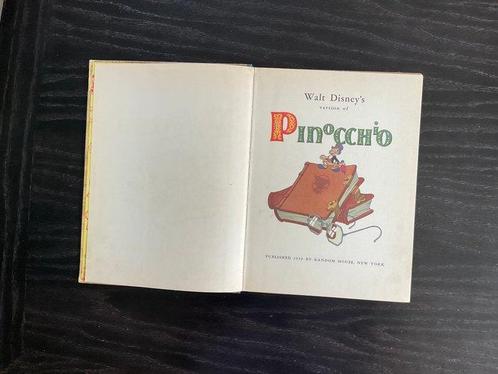 Walt Disney's
VERSION of
PINOCCHIO
PUBLISHED 1939 BY RANDOM HOUSE, NEW YORK